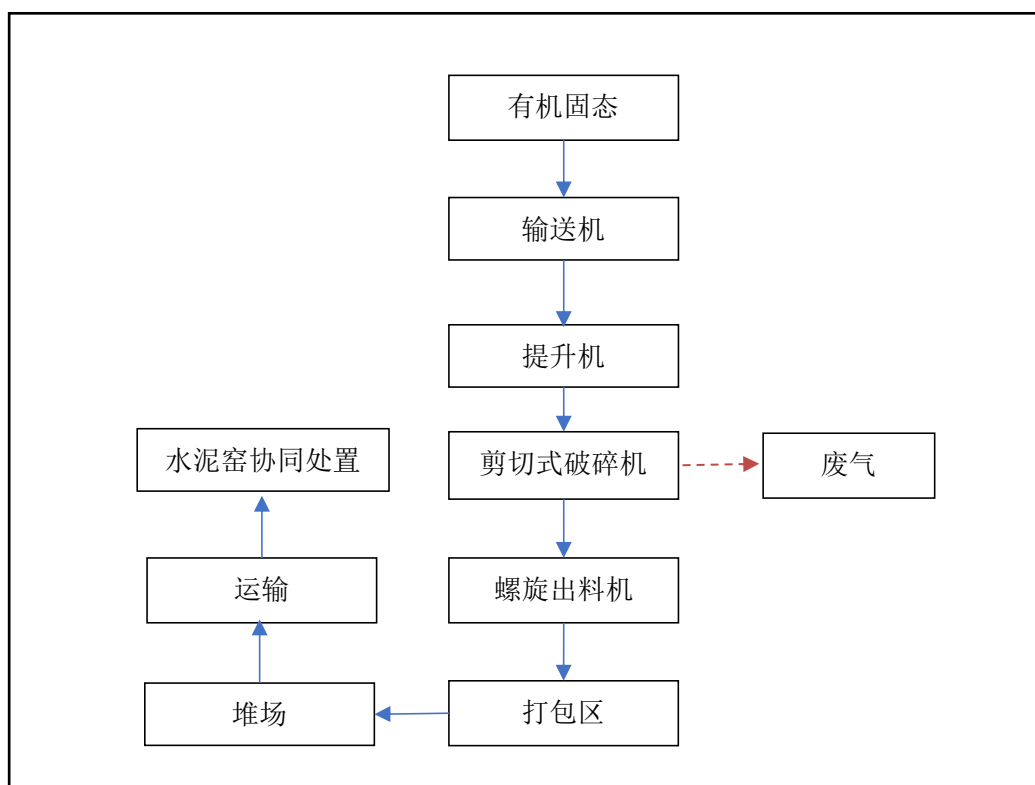 有机固态
输送机
提升机
剪切式破碎机
废气
螺旋出料机
打包区
堆场
运输
水泥窑协同处置